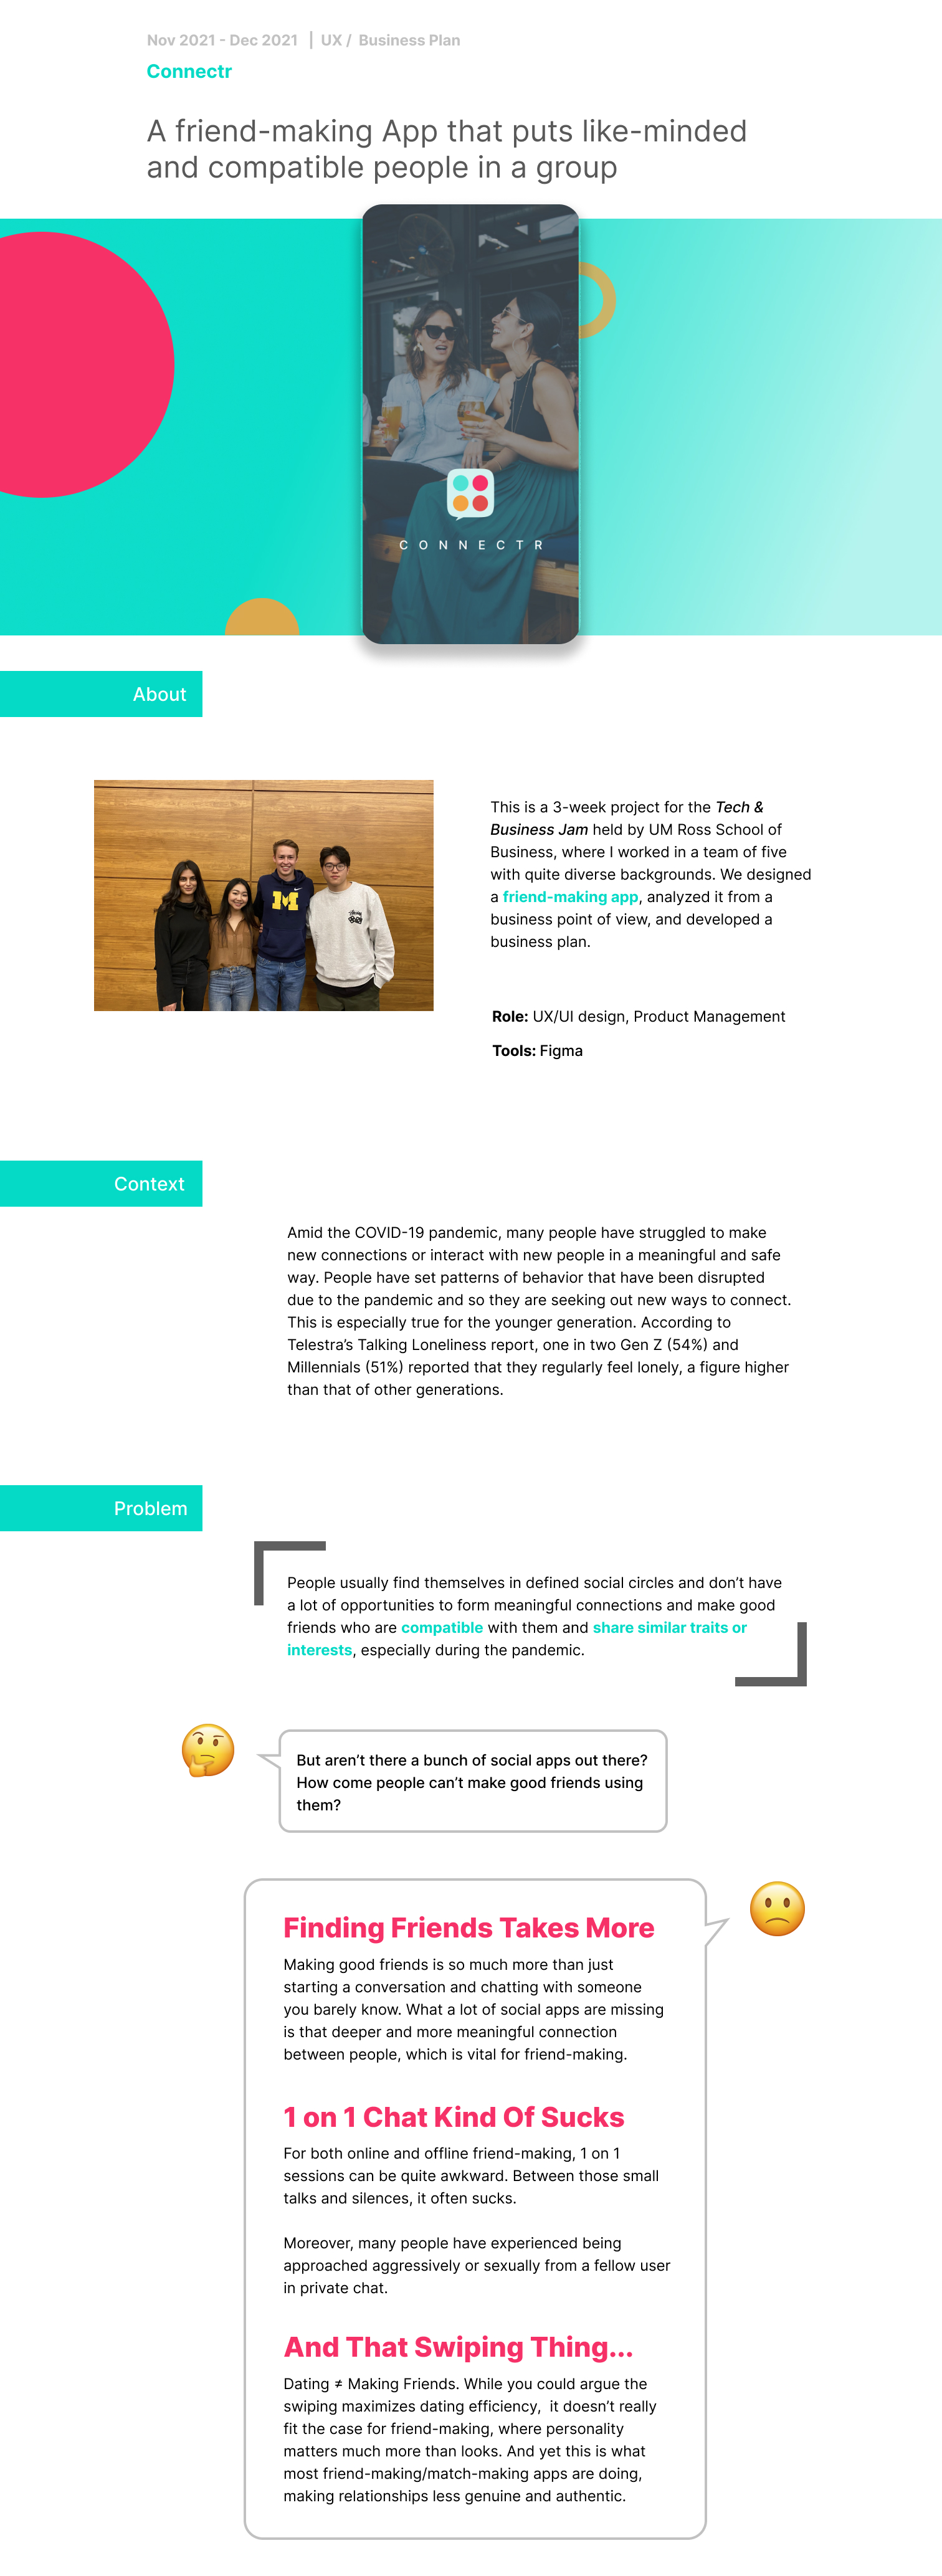 Nov 2021 - Dec 2021 | UX / Business Plan
Connectr
A friend-making App that puts like-minded
and compatible people in a group
CONNECTR
About
This is a 3-week project for the Tech &
Business Jam held by UM Ross School of
Business, where I worked in a team of five
with quite diverse backgrounds. We designed
a friend-making app, analyzed it from a
business point of view, and developed a
business plan.
Role: UX/UI design, Product Management
Tools: Figma
Context
Amid the COVID-19 pandemic, many people have struggled to make
new connections or interact with new people in a meaningful and safe
way. People have set patterns of behavior that have been disrupted
due to the pandemic and so they are seeking out new ways to connect.
This is especially true for the younger generation. According to
Telestra’s Talking Loneliness report, one in two Gen Z (54%) and
Millennials (51%) reported that they regularly feel lonely, a figure higher
than that of other generations.
Problem
People usually find themselves in defined social circles and don’t have
a lot of opportunities to form meaningful connections and make good
friends who are compatible with them and share similar traits or
interests, especially during the pandemic.
But aren’t there a bunch of social apps out there?
How come people can’t make good friends using
them?
Finding Friends Takes More
Making good friends is so much more than just
starting a conversation and chatting with someone
you barely know. What a lot of social apps are missing
is that deeper and more meaningful connection
between people, which is vital for friend-making.
1 on 1 Chat Kind Of Sucks
For both online and offline friend-making, 1 on 1
sessions can be quite awkward. Between those small
talks and silences, it often sucks.
Moreover, many people have experienced being
approached aggressively or sexually from a fellow user
in private chat.
And That Swiping Thing...
Dating ≠ Making Friends. While you could argue the
swiping maximizes dating efficiency,  it doesn’t really
fit the case for friend-making, where personality
matters much more than looks. And yet this is what
most friend-making/match-making apps are doing,
making relationships less genuine and authentic.